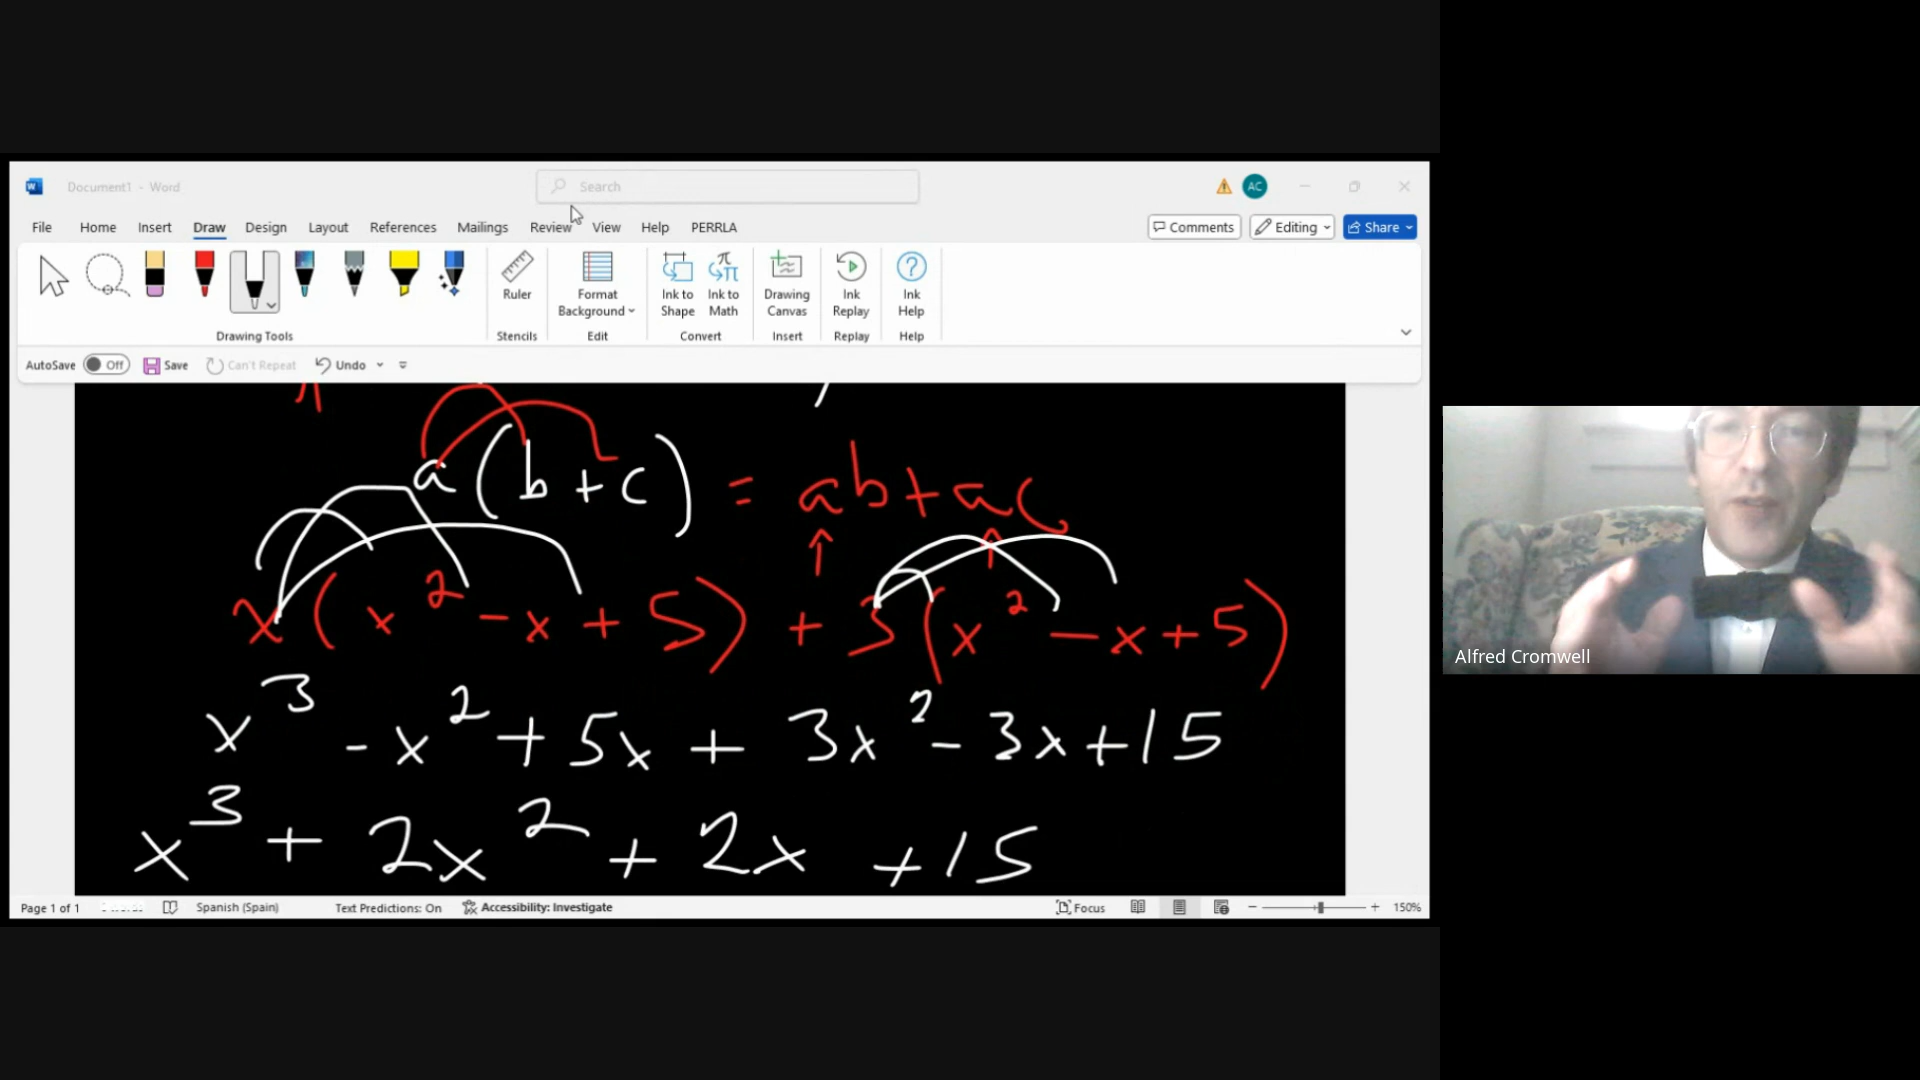 Document1 - Word
Search
AC
File Home Insert Draw Design Layout References Mailings Review View Help PERRLA
Comments Editing Share
Ruler
Format Background
Ink to Shape
Ink to Math
Drawing Canvas
Ink Replay
Ink Help
Drawing Tools Stencils Edit Convert Insert Replay Help
AutoSave Off Save Can't Repeat Undo
a(b+c) = ab+ac
x(x² -x + 5) + 3(x² -x+5)
x³ -x² + 5x + 3x² - 3x+15
x³ + 2x² + 2x +15
Alfred Cromwell
Page 1 of 1 Spanish (Spain) Text Predictions: On Accessibility: Investigate Focus 150%